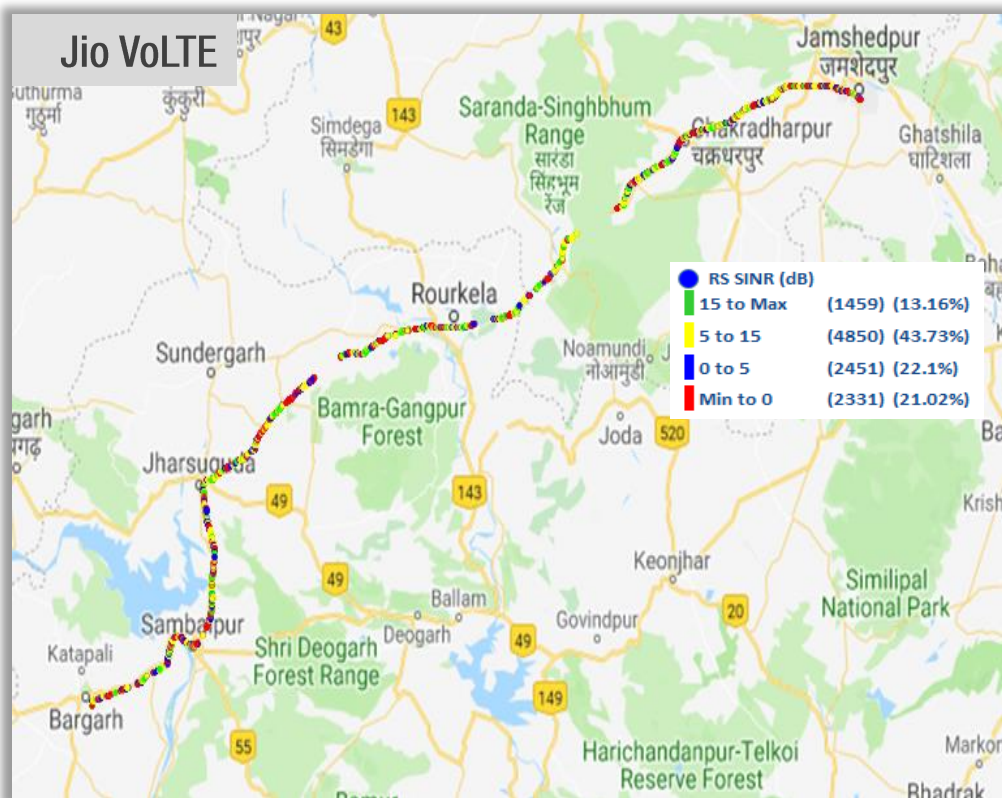 Jio VoLTE
43
Jamshedpur
जमशेदपुर
कुंकुरी
गुठुर्मा
143
Simdega
सिमडेगा
Saranda-Singhbhum
Range
सारंडा
सिंहभूम
रेंज
Chakradharpur
चक्रधरपुर
Ghatshila
घाटशिला
Rourkela
RS SINR (dB)
15 to Max (1459) (13.16%)
5 to 15 (4850) (43.73%)
0 to 5 (2451) (22.1%)
Min to 0 (2331) (21.02%)
Sundergarh
Noamundi
नोआमुंडी
Bamra-Gangpur
Forest
Joda
520
Jharsuguda
49
143
Krish
Keonjhar
49
Similipal
National Park
20
Ballam
Deogarh
Govindpur
Sambalpur
Katapali
Shri Deogarh
Forest Range
49
149
Bargarh
55
Harichandanpur-Telkoi
Reserve Forest
Markon
Bhadrak